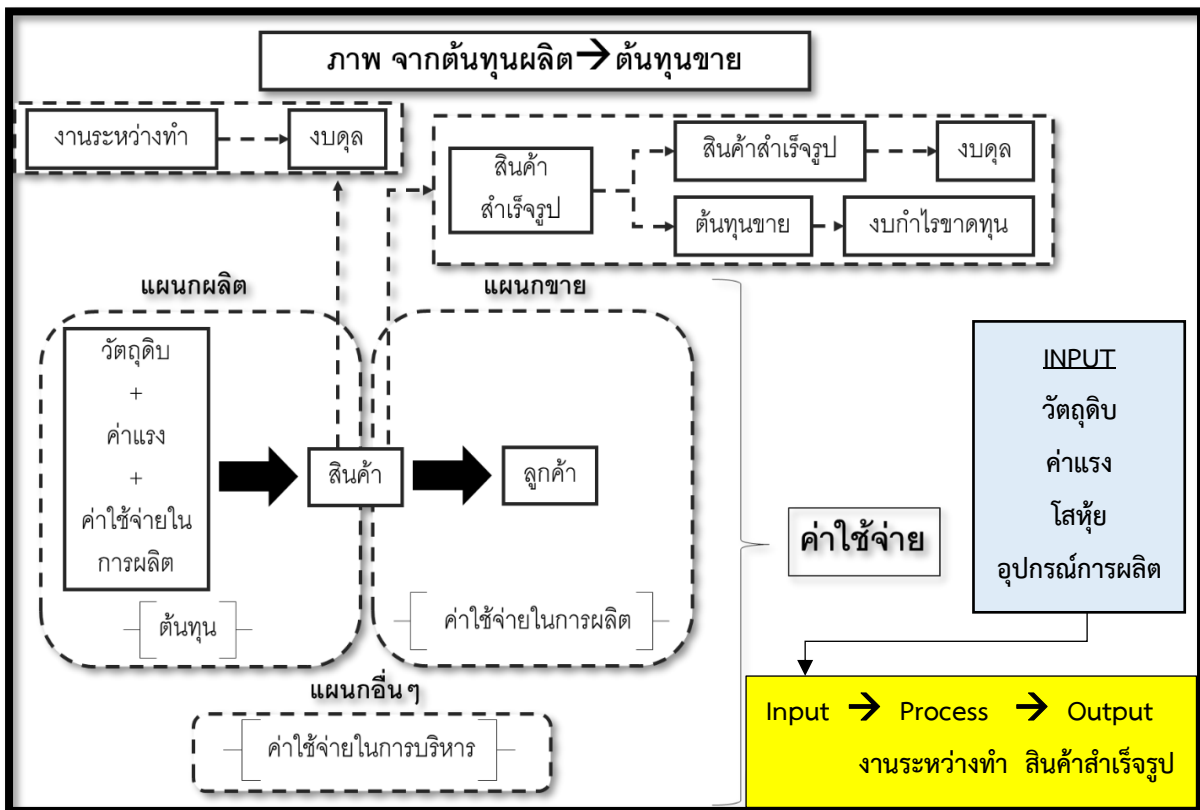 ภาพ จากต้นทุนผลิต→ต้นทุนขาย
งานระหว่างทำ
งบดุล
สินค้า
สำเร็จรูป
สินค้าสำเร็จรูป
งบดุล
ต้นทุนขาย
งบกำไรขาดทุน
แผนกผลิต
วัตถุดิบ
+
ค่าแรง
+
ค่าใช้จ่ายใน
การผลิต
ต้นทุน
สินค้า
แผนกขาย
ลูกค้า
ค่าใช้จ่ายในการผลิต
แผนกอื่นๆ
ค่าใช้จ่ายในการบริหาร
ค่าใช้จ่าย
INPUT
วัตถุดิบ
ค่าแรง
โสหุ้ย
อุปกรณ์การผลิต
Input → Process → Output
งานระหว่างทำ สินค้าสำเร็จรูป